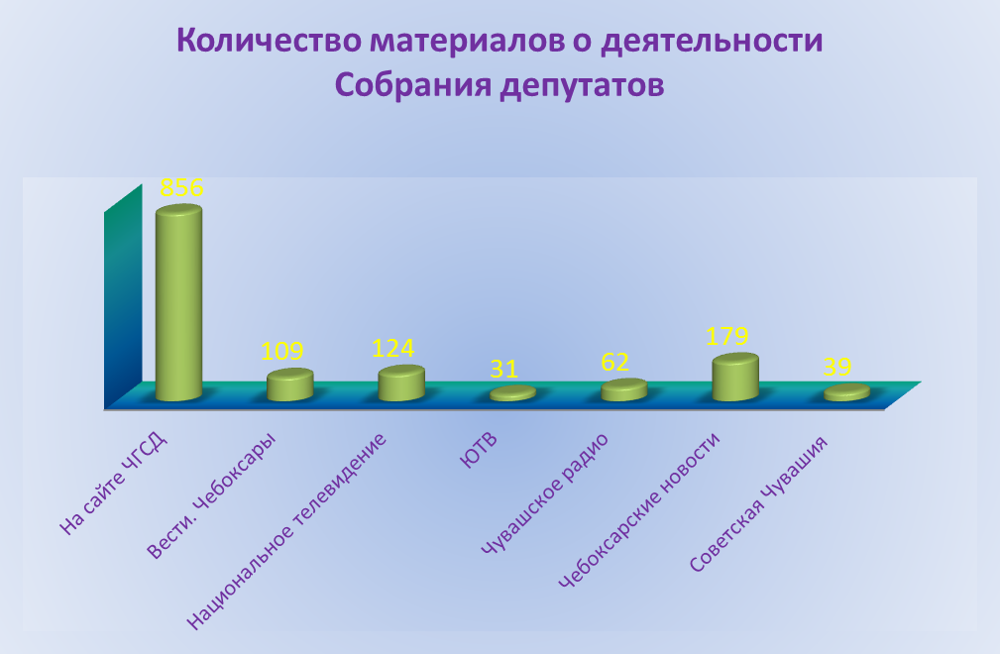 Количество материалов о деятельности
Собрания депутатов
856
109
124
31
62
179
39
На сайте ЧГСД
Вести. Чебоксары
Национальное телевидение
ЮТВ
Чувашское радио
Чебоксарские новости
Советская Чувашия